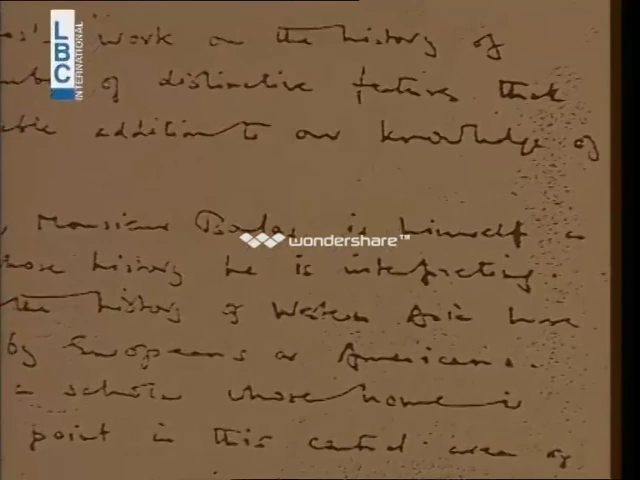 LBC
INTERNATIONAL
work on the history of
of distinctive features that
addition to our knowledge of
Monsieur is himself a
whose history he is interpreting.
the history of Western Asia have
by Europeans or Americans.
a scholar whose home is
point in this central area of
wondershare™